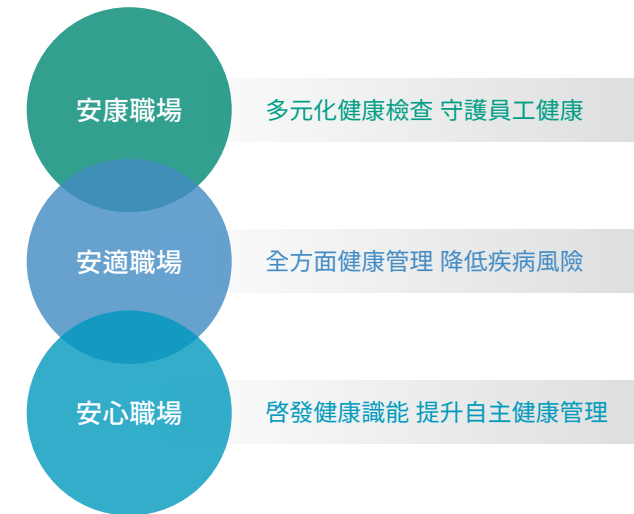 安康職場
多元化健康檢查 守護員工健康
安適職場
全方面健康管理 降低疾病風險
安心職場
啓發健康識能 提升自主健康管理